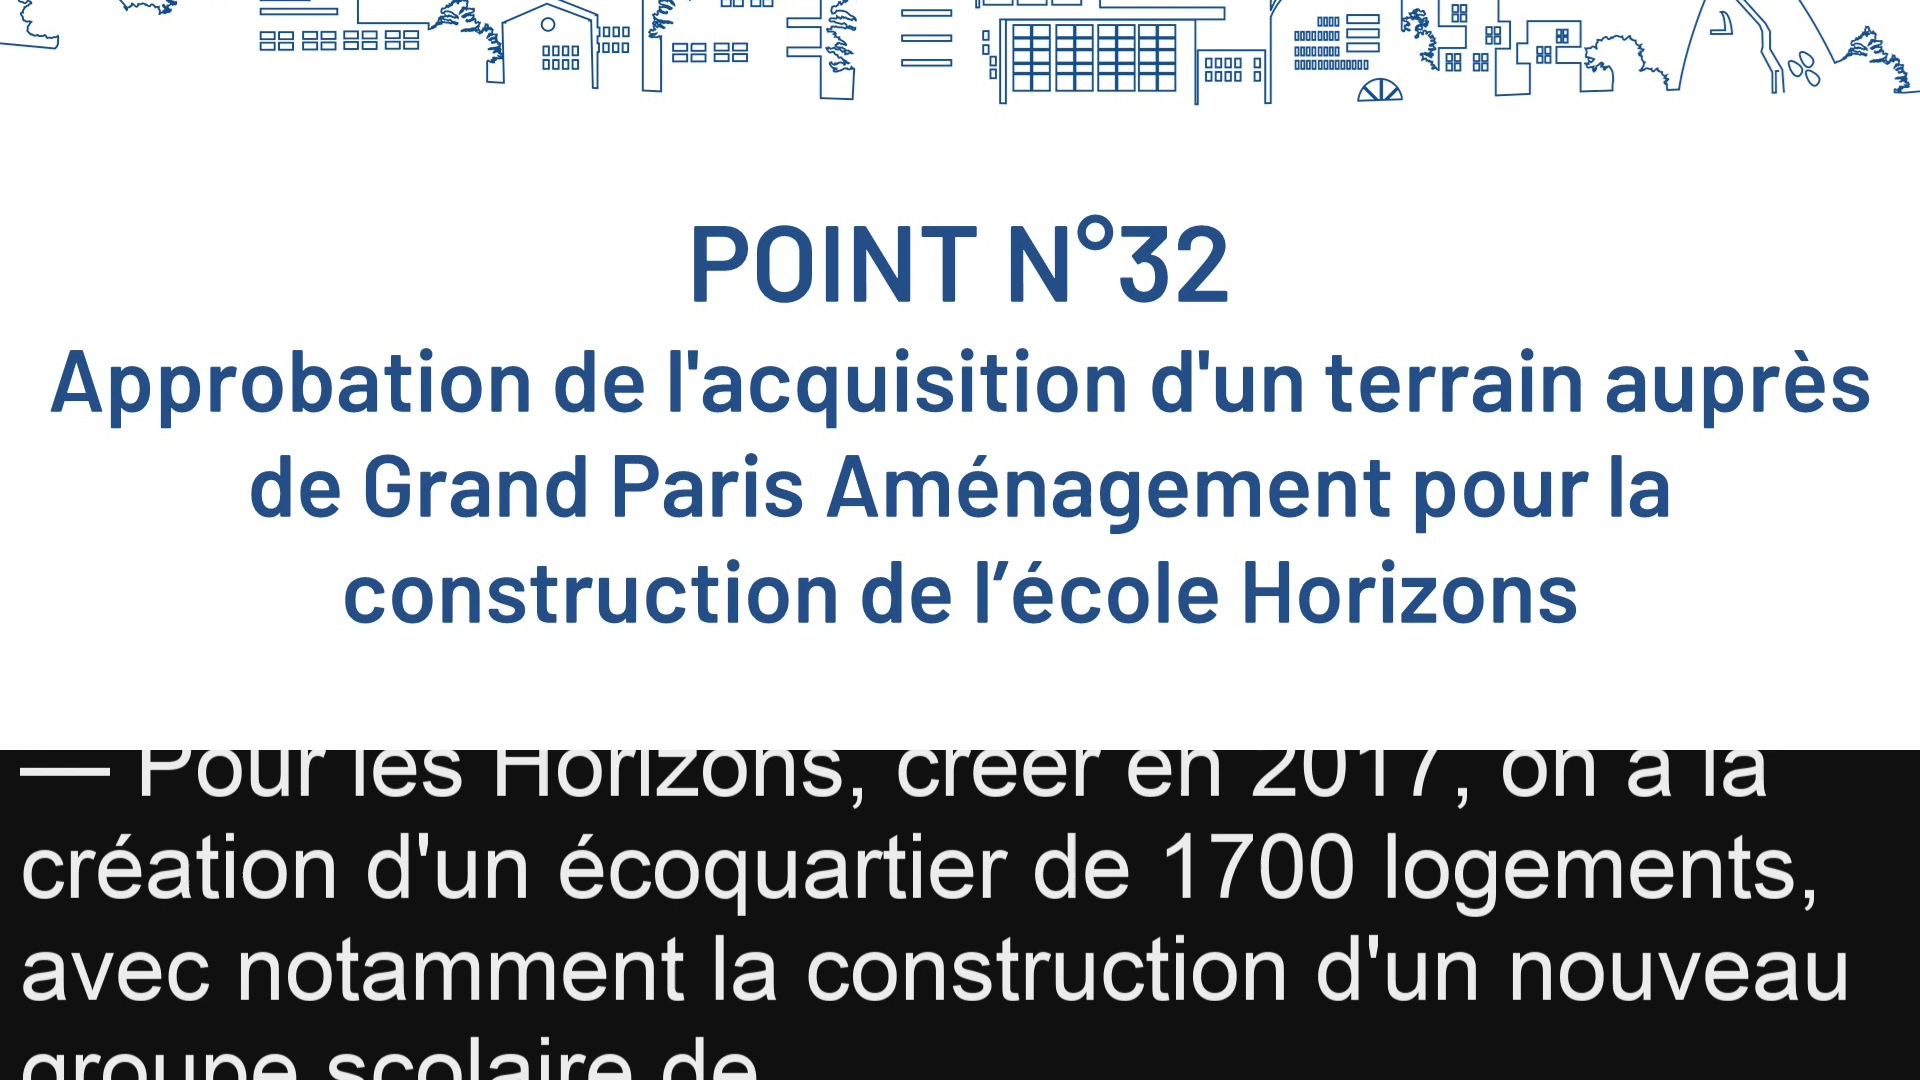 POINT N°32
Approbation de l'acquisition d'un terrain auprès
de Grand Paris Aménagement pour la
construction de l’école Horizons
— Pour les Horizons, créer en 2017, on a la
création d'un écoquartier de 1700 logements,
avec notamment la construction d'un nouveau
groupe scolaire de